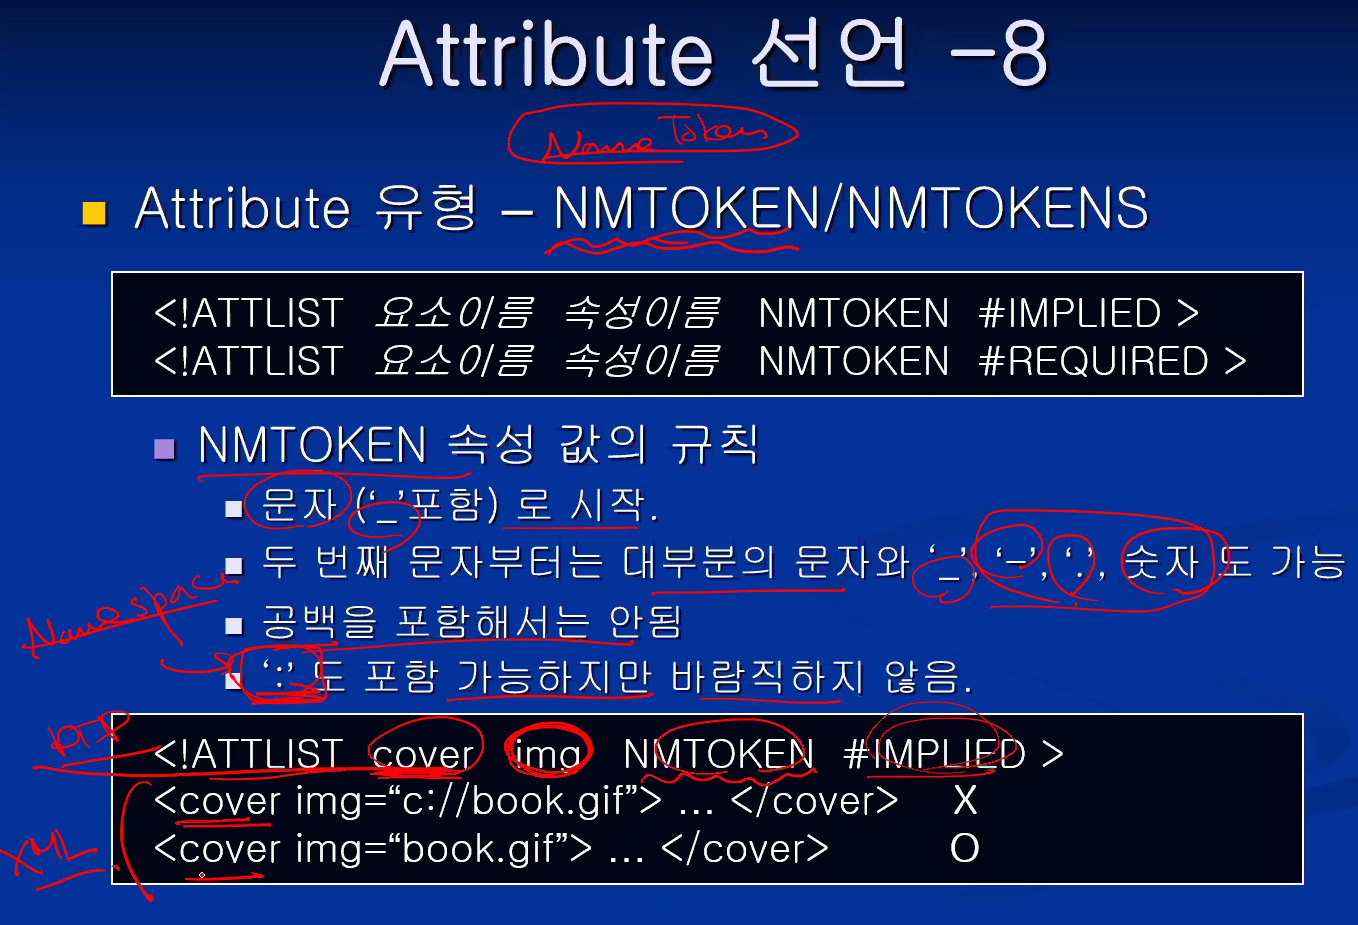 Attribute 선언 -8
Name Token
Attribute 유형 – NMTOKEN/NMTOKENS
<!ATTLIST 요소이름 속성이름 NMTOKEN #IMPLIED >
<!ATTLIST 요소이름 속성이름 NMTOKEN #REQUIRED >
NMTOKEN 속성 값의 규칙
문자 (‘_’포함) 로 시작.
두 번째 문자부터는 대부분의 문자와 ‘_’, ‘-’, ‘.’, 숫자 도 가능
Namespace
공백을 포함해서는 안됨
‘:’ 도 포함 가능하지만 바람직하지 않음.
<!ATTLIST cover img NMTOKEN #IMPLIED >
<cover img=“c://book.gif”> ... </cover> X
XML
<cover img=“book.gif”> ... </cover> O